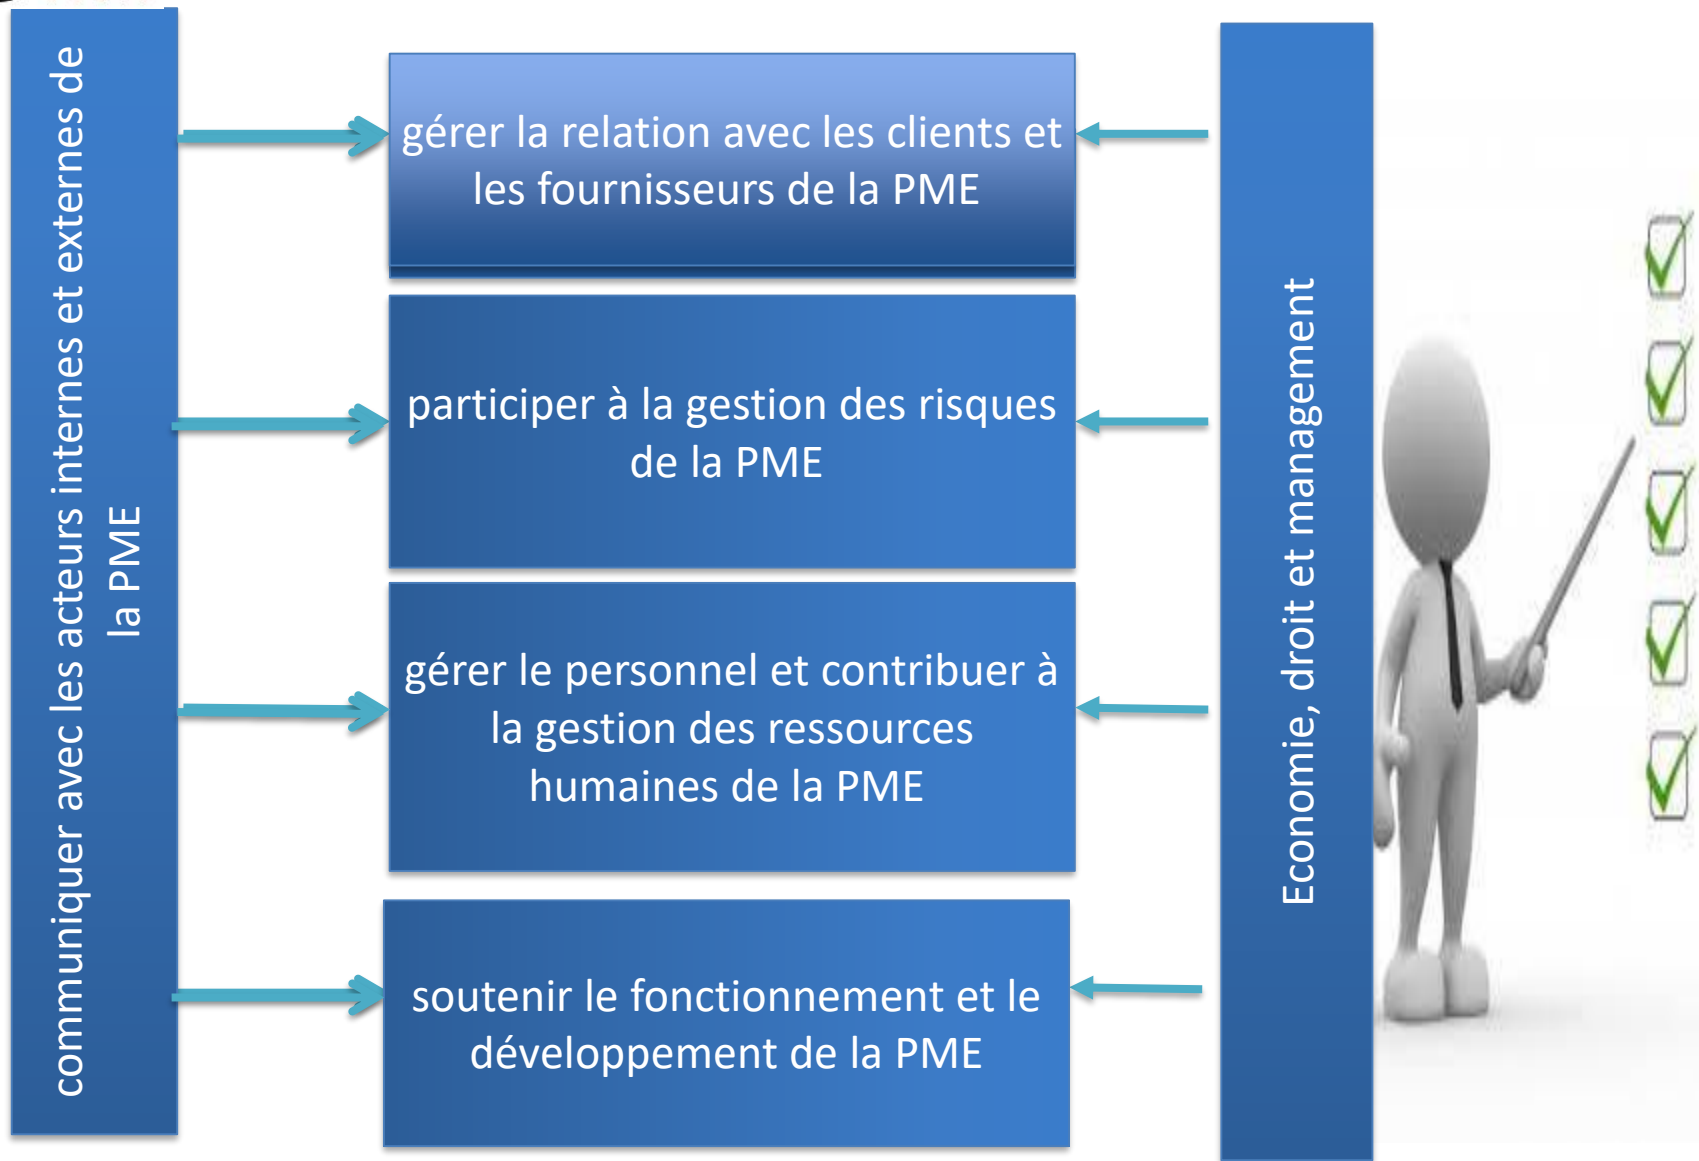 communiquer avec les acteurs internes et externes de
la PME
gérer la relation avec les clients et
les fournisseurs de la PME
participer à la gestion des risques
de la PME
gérer le personnel et contribuer à
la gestion des ressources
humaines de la PME
soutenir le fonctionnement et le
développement de la PME
Economie, droit et management